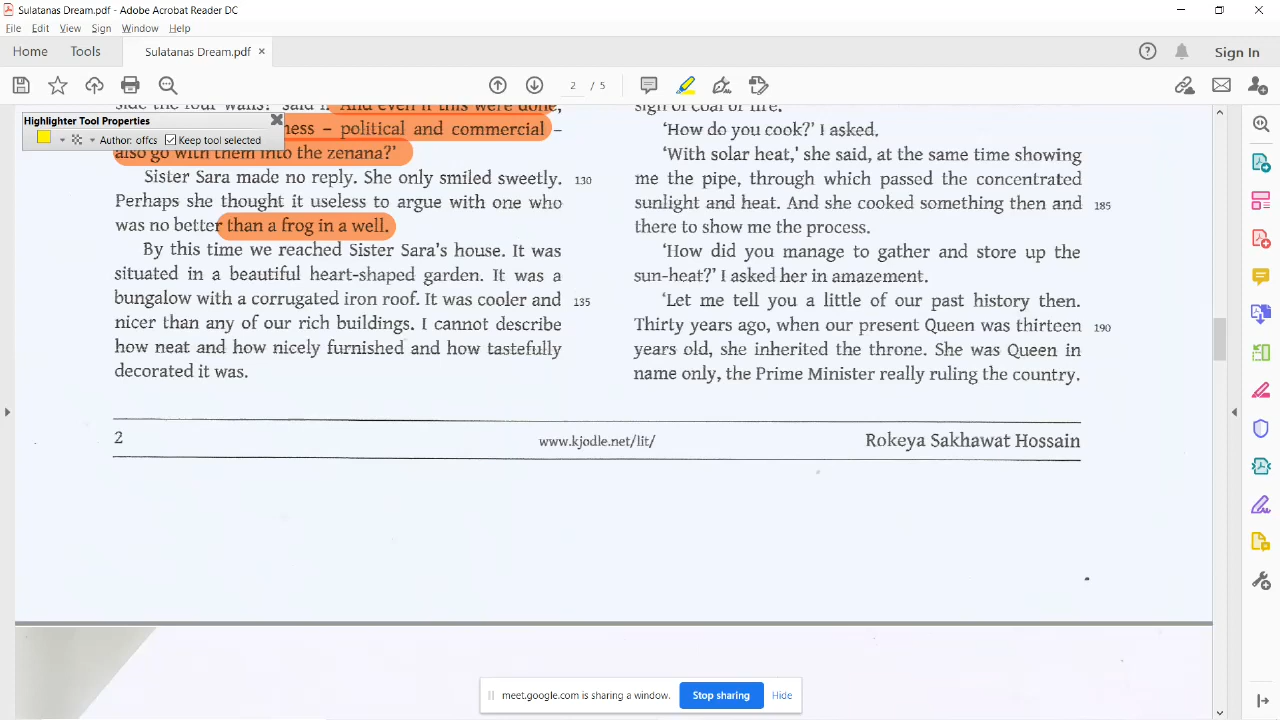 Sulatanas Dream.pdf - Adobe Acrobat Reader DC
File Edit View Sign Window Help
Home Tools Sulatanas Dream.pdf × Sign In
2 / 5
Highlighter Tool Properties
Author: offcs Keep tool selected
side the four walls?' said I. 'And even if this were done,
ness – political and commercial –
also go with them into the zenana?'
Sister Sara made no reply. She only smiled sweetly. 130
Perhaps she thought it useless to argue with one who
was no better than a frog in a well.
By this time we reached Sister Sara's house. It was
situated in a beautiful heart-shaped garden. It was a
bungalow with a corrugated iron roof. It was cooler and 135
nicer than any of our rich buildings. I cannot describe
how neat and how nicely furnished and how tastefully
decorated it was.
sign of coal or fire.
'How do you cook?' I asked.
'With solar heat,' she said, at the same time showing
me the pipe, through which passed the concentrated
sunlight and heat. And she cooked something then and 185
there to show me the process.
'How did you manage to gather and store up the
sun-heat?' I asked her in amazement.
'Let me tell you a little of our past history then.
Thirty years ago, when our present Queen was thirteen 190
years old, she inherited the throne. She was Queen in
name only, the Prime Minister really ruling the country.
2 www.kjodle.net/lit/ Rokeya Sakhawat Hossain
meet.google.com is sharing a window. Stop sharing Hide